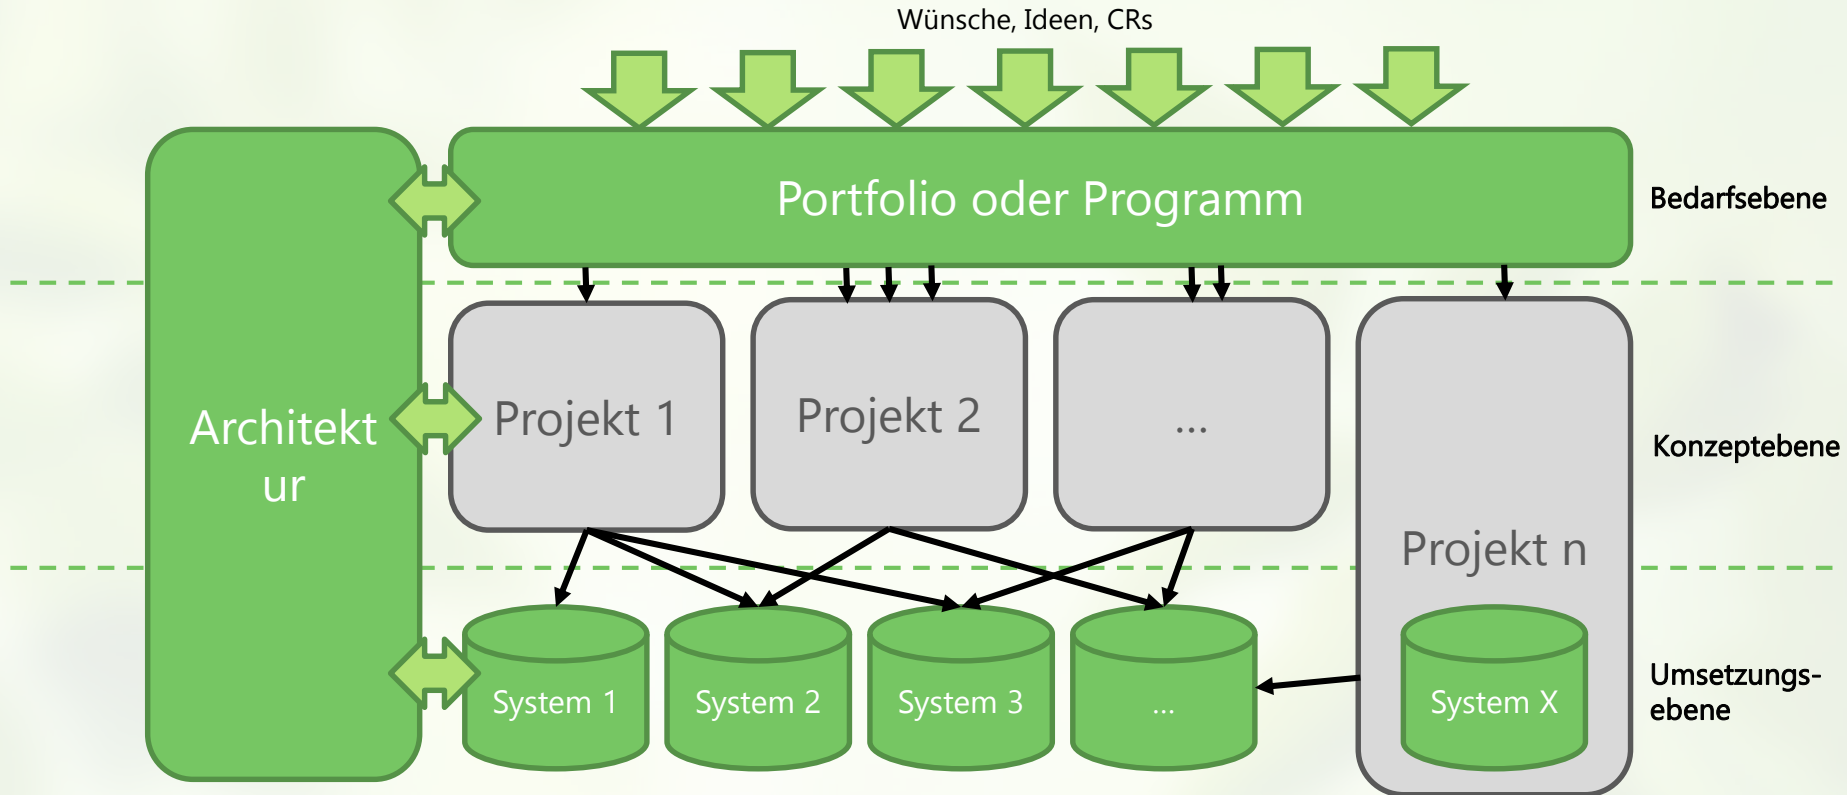 Wünsche, Ideen, CRs
Portfolio oder Programm
Bedarfsebene
Architekt
ur
Projekt 1
Projekt 2
...
Projekt n
Konzeptebene
System 1
System 2
System 3
...
System X
Umsetzungs-
ebene